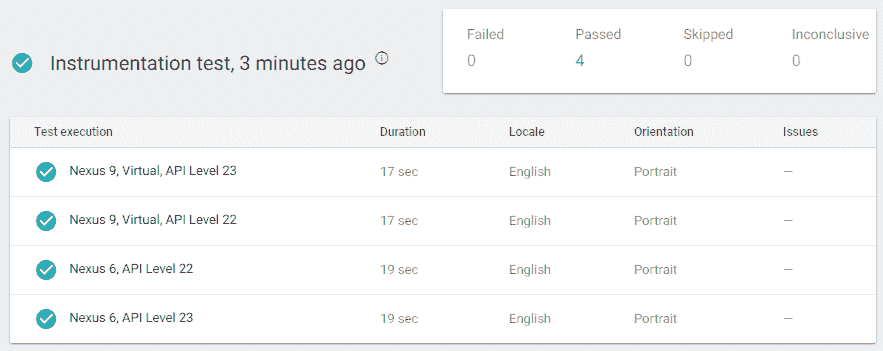 Instrumentation test, 3 minutes ago
Failed Passed Skipped Inconclusive
0 4 0 0
Test execution Duration Locale Orientation Issues
Nexus 9, Virtual, API Level 23 17 sec English Portrait —
Nexus 9, Virtual, API Level 22 17 sec English Portrait —
Nexus 6, API Level 22 19 sec English Portrait —
Nexus 6, API Level 23 19 sec English Portrait —